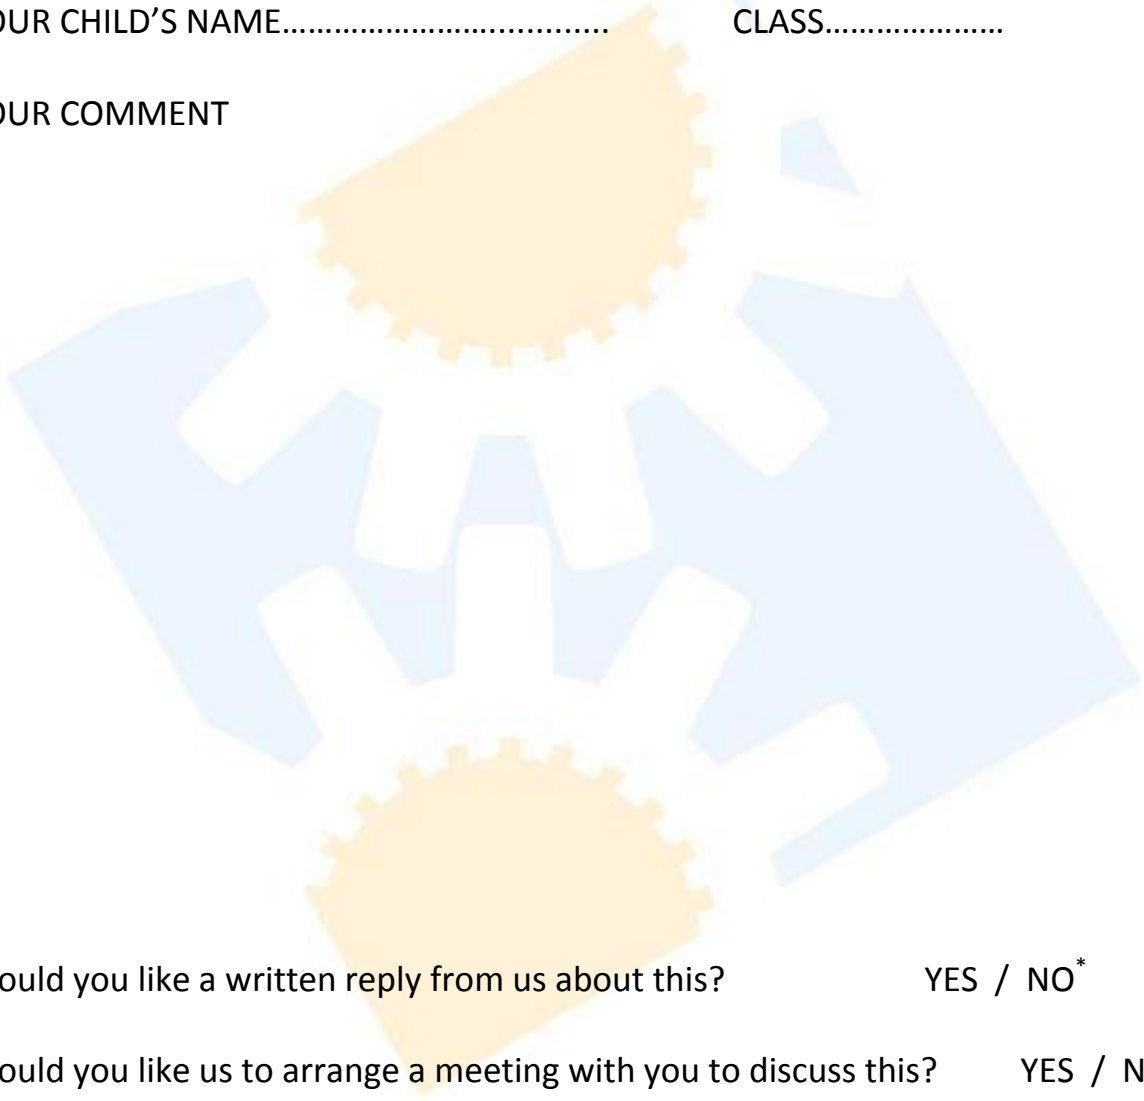 OUR CHILD’S NAME…………………….............. CLASS…………………
OUR COMMENT
ould you like a written reply from us about this? YES / NO*
ould you like us to arrange a meeting with you to discuss this? YES / N